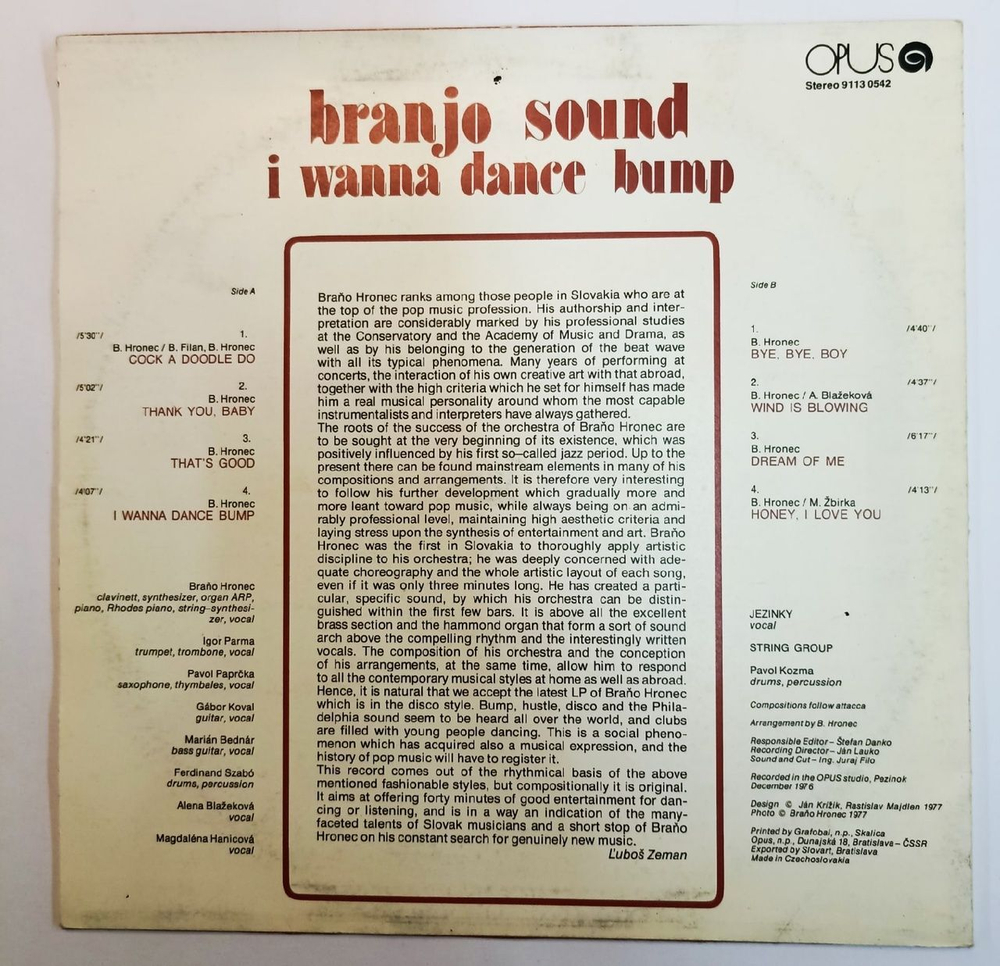 OPUS
Stereo 9113 0542
branjo sound
i wanna dance bump
Side A
/5'30''/ 1.
B. Hronec / B. Filan, B. Hronec
COCK A DOODLE DO
/5'02''/ 2.
B. Hronec
THANK YOU, BABY
/4'21''/ 3.
B. Hronec
THAT'S GOOD
/4'07''/ 4.
B. Hronec
I WANNA DANCE BUMP
Braňo Hronec
clavinett, synthesizer, organ ARP,
piano, Rhodes piano, string-synthesi-
zer, vocal
Igor Parma
trumpet, trombone, vocal
Pavol Paprčka
saxophone, thymbales, vocal
Gábor Koval
guitar, vocal
Marián Bednár
bass guitar, vocal
Ferdinand Szabó
drums, percussion
Alena Blažeková
vocal
Magdaléna Hanicová
vocal
Braňo Hronec ranks among those people in Slovakia who are at
the top of the pop music profession. His authorship and inter-
pretation are considerably marked by his professional studies
at the Conservatory and the Academy of Music and Drama, as
well as by his belonging to the generation of the beat wave
with all its typical phenomena. Many years of performing at
concerts, the interaction of his own creative art with that abroad,
together with the high criteria which he set for himself has made
him a real musical personality around whom the most capable
instrumentalists and interpreters have always gathered.
The roots of the success of the orchestra of Braňo Hronec are
to be sought at the very beginning of its existence, which was
positively influenced by his first so–called jazz period. Up to the
present there can be found mainstream elements in many of his
compositions and arrangements. It is therefore very interesting
to follow his further development which gradually more and
more leant toward pop music, while always being on an admi-
rably professional level, maintaining high aesthetic criteria and
laying stress upon the synthesis of entertainment and art. Braňo
Hronec was the first in Slovakia to thoroughly apply artistic
discipline to his orchestra; he was deeply concerned with ade-
quate choreography and the whole artistic layout of each song,
even if it was only three minutes long. He has created a parti-
cular, specific sound, by which his orchestra can be distin-
guished within the first few bars. It is above all the excellent
brass section and the hammond organ that form a sort of sound
arch above the compelling rhythm and the interestingly written
vocals. The composition of his orchestra and the conception
of his arrangements, at the same time, allow him to respond
to all the contemporary musical styles at home as well as abroad.
Hence, it is natural that we accept the latest LP of Braňo Hronec
which is in the disco style. Bump, hustle, disco and the Phila-
delphia sound seem to be heard all over the world, and clubs
are filled with young people dancing. This is a social pheno-
menon which has acquired also a musical expression, and the
history of pop music will have to register it.
This record comes out of the rhythmical basis of the above
mentioned fashionable styles, but compositionally it is original.
It aims at offering forty minutes of good entertainment for dan-
cing or listening, and is in a way an indication of the many-
faceted talents of Slovak musicians and a short stop of Braňo
Hronec on his constant search for genuinely new music.
Ľuboš Zeman
Side B
1. /4'40''/
B. Hronec
BYE, BYE, BOY
2. /4'37''/
B. Hronec / A. Blažeková
WIND IS BLOWING
3. /6'17''/
B. Hronec
DREAM OF ME
4. /4'13''/
B. Hronec / M. Žbirka
HONEY, I LOVE YOU
JEZINKY
vocal
STRING GROUP
Pavol Kozma
drums, percussion
Compositions follow attacca
Arrangement by B. Hronec
Responsible Editor – Štefan Danko
Recording Director – Ján Lauko
Sound and Cut – Ing. Juraj Filo
Recorded in the OPUS studio, Pezinok
December 1976
Design © Ján Krížik, Rastislav Majdlen 1977
Photo © Braňo Hronec 1977
Printed by Grafobal, n.p., Skalica
Opus, n.p., Dunajská 18, Bratislava – ČSSR
Exported by Slovart, Bratislava
Made in Czechoslovakia